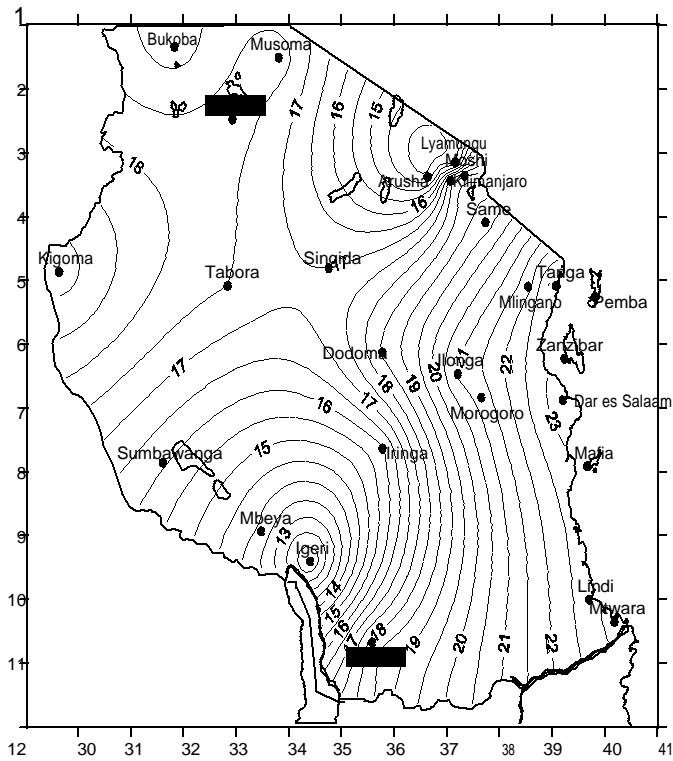 1
Bukoba
Musoma
2
17
16
15
Lyamungu
3
Moshi
18
Arusha
Kilimanjaro
16
Same
4
Kigoma
Singida
17
Tabora
Tanga
5
Mlingano
Pemba
Zanzibar
6
Dodoma
Ilonga
21
22
20
19
18
17
17
16
Dar es Salaam
7
Morogoro
23
15
Sumbawanga
Iringa
Mafia
8
Mbeya
13
9
Igeri
14
Lindi
10
Mtwara
15
16
18
7
19
20
21
22
11
12
30
32
33
34
35
36
37
38
39
40
41